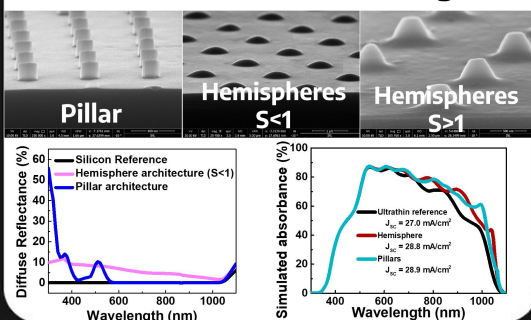 Pillar
Hemispheres
S<1
Hemispheres
S>1
Diffuse Reflectance (%)
60
50
40
30
20
10
0
Silicon Reference
Hemisphere architecture (S<1)
Pillar architecture
400
600
800
1000
Wavelength (nm)
Simulated absorbance (%)
100
80
60
40
20
0
Ultrathin reference
JSC = 27.0 mA/cm²
Hemisphere
JSC = 28.8 mA/cm²
Pillars
JSC = 28.9 mA/cm²
400
600
800
1000
Wavelength (nm)